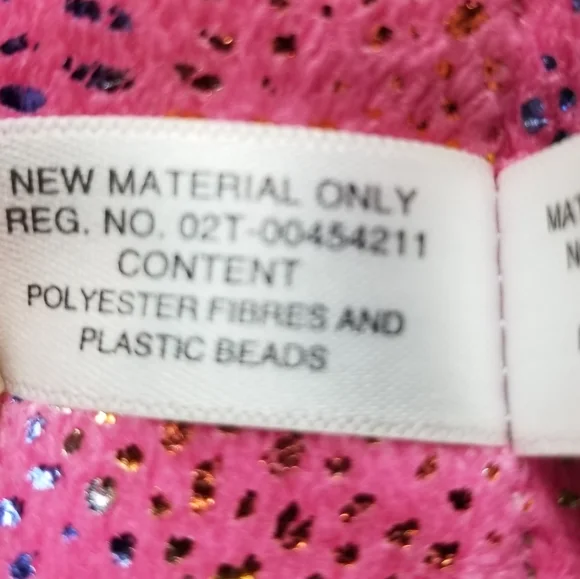 NEW MATERIAL ONLY
REG. NO. 02T-00454211
CONTENT
POLYESTER FIBRES AND
PLASTIC BEADS